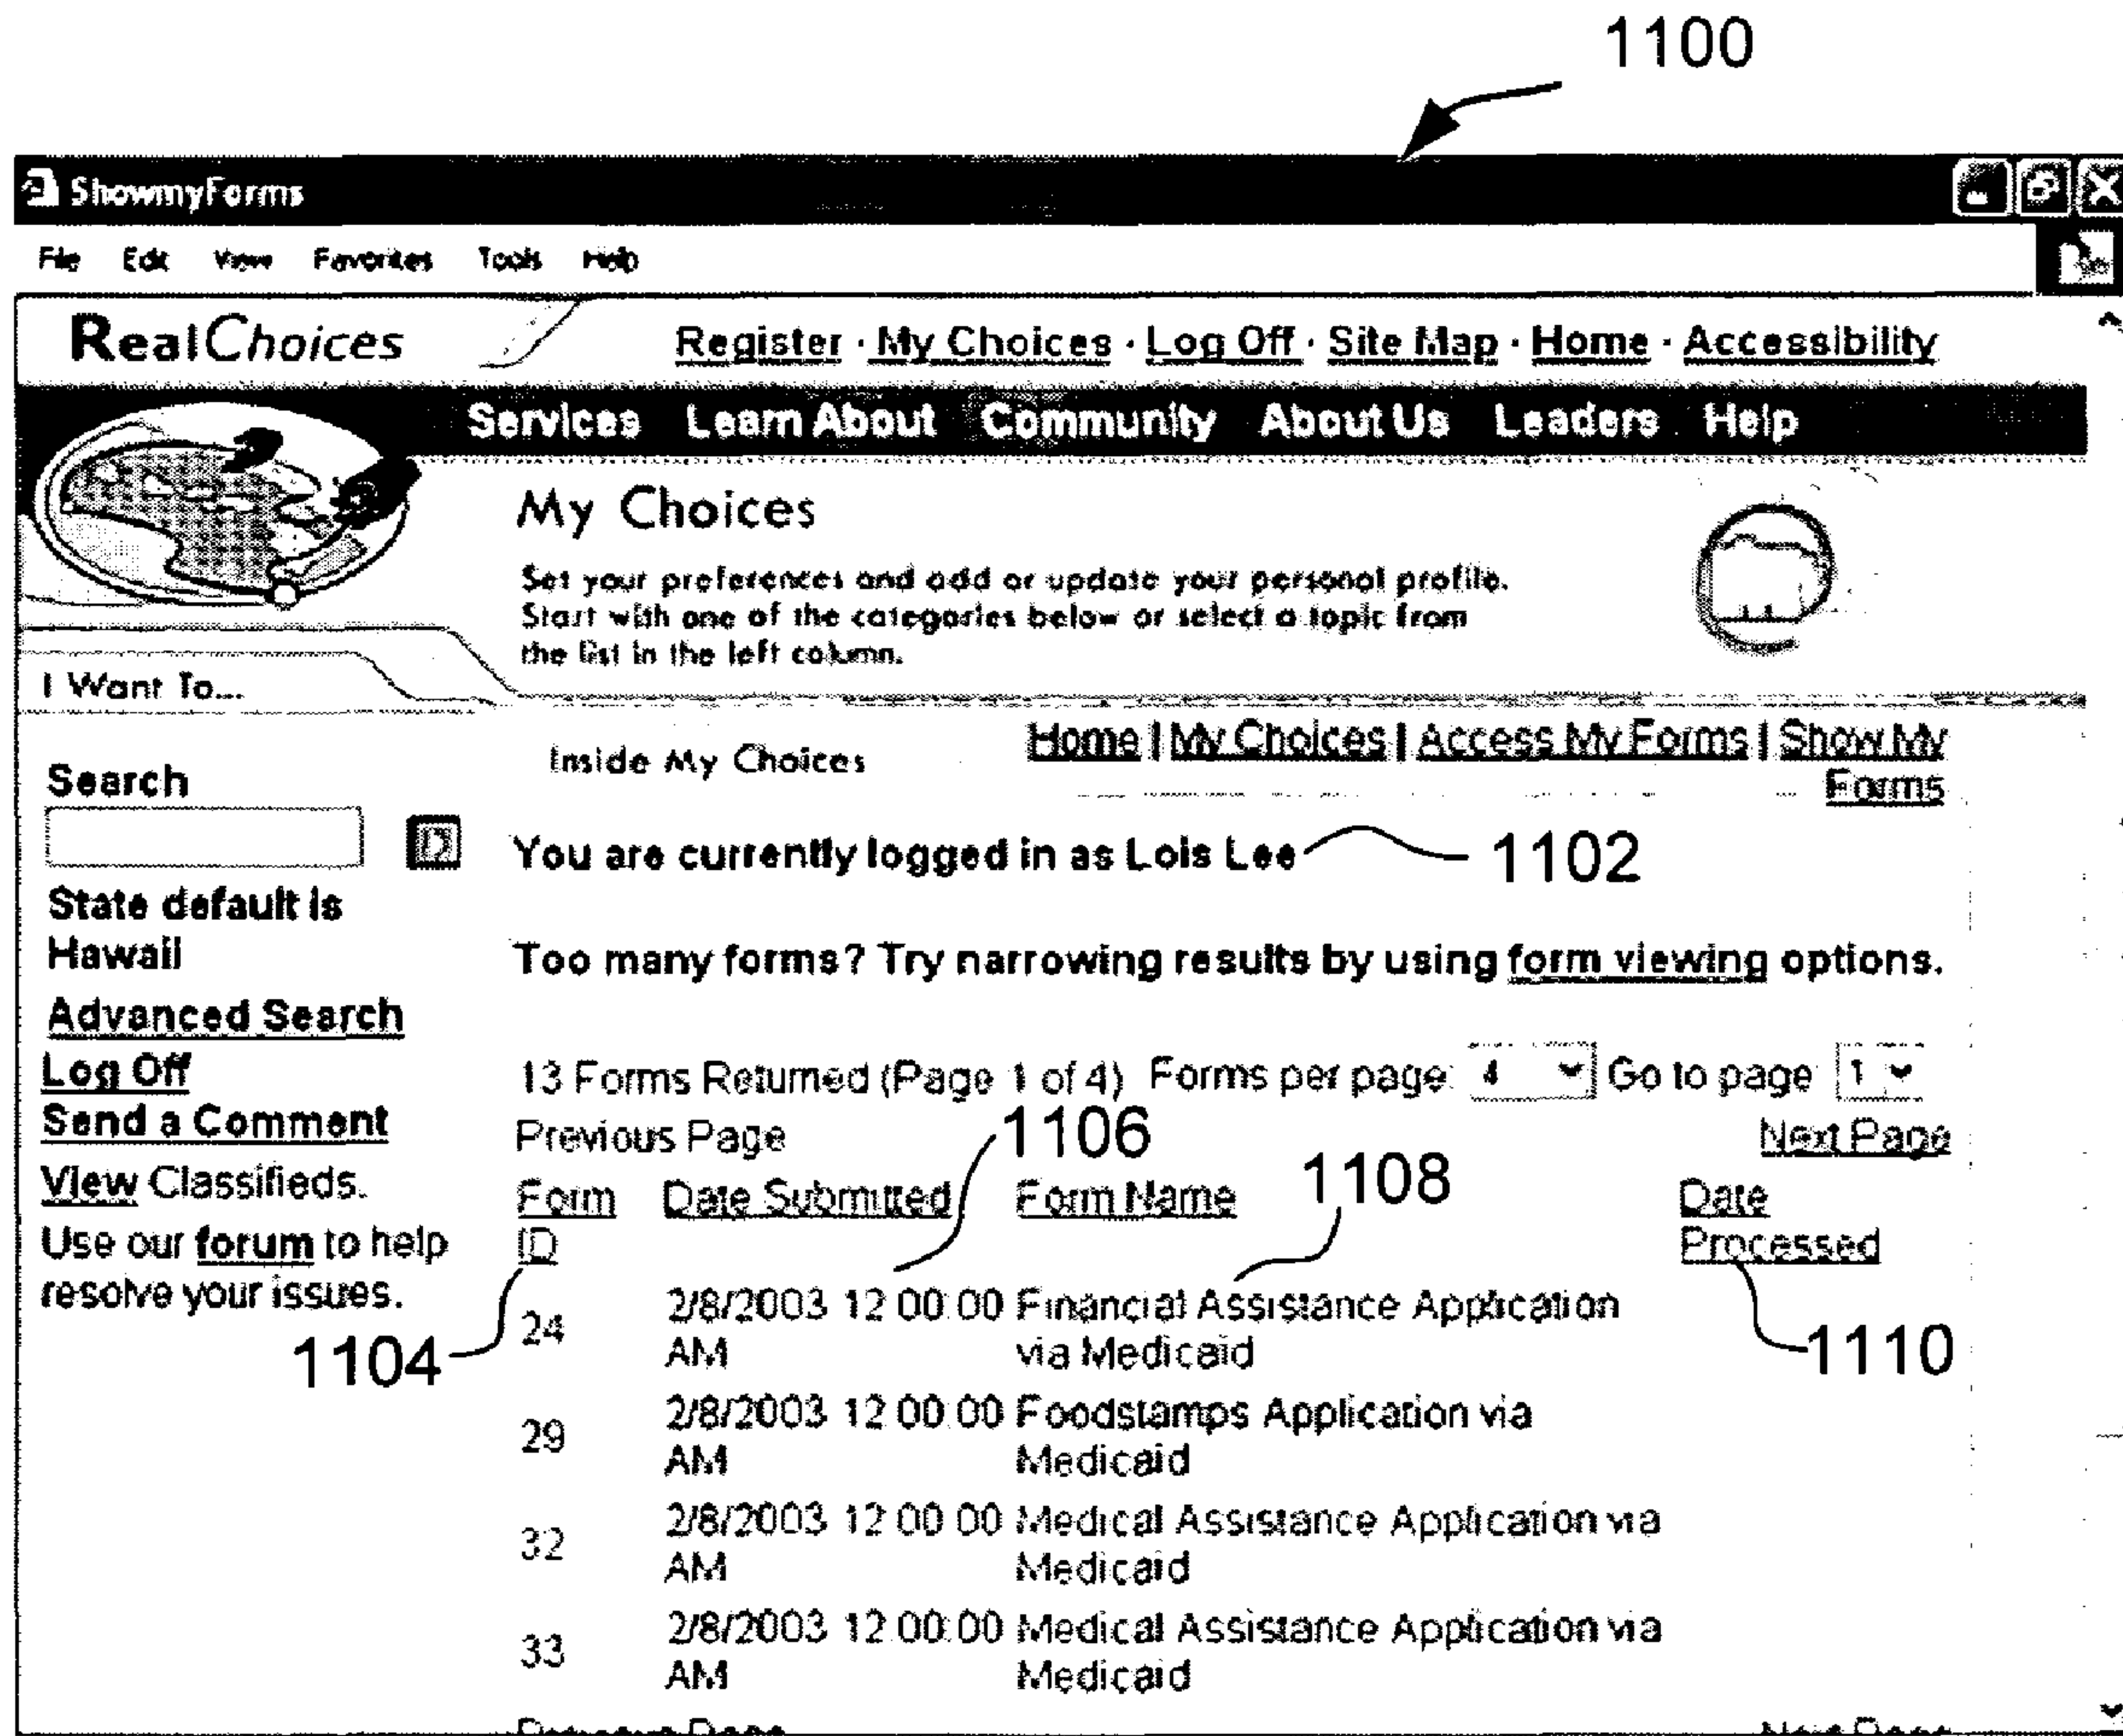 1100
ShowmyForms
File Edit View Favorites Tools Help
RealChoices
Register · My Choices · Log Off · Site Map · Home · Accessibility
Services Learn About Community About Us Leaders Help
My Choices
Set your preferences and add or update your personal profile.
Start with one of the categories below or select a topic from
the list in the left column.
I Want To...
Inside My Choices
Home | My Choices | Access My Forms | Show My
Forms
Search
State default is
Hawaii
Advanced Search
Log Off
Send a Comment
View Classifieds.
Use our forum to help
resolve your issues.
You are currently logged in as Lois Lee
1102
Too many forms? Try narrowing results by using form viewing options.
13 Forms Returned (Page 1 of 4) Forms per page: 4 Go to page 1
Previous Page
1106
Next Page
1108
Form
ID
Date Submitted
Form Name
Date
Processed
1104
1110
24
2/8/2003 12 00:00
AM
Financial Assistance Application
via Medicaid
29
2/8/2003 12 00 00
AM
Foodstamps Application via
Medicaid
32
2/8/2003 12 00 00
AM
Medical Assistance Application via
Medicaid
33
2/8/2003 12 00:00
AM
Medical Assistance Application via
Medicaid